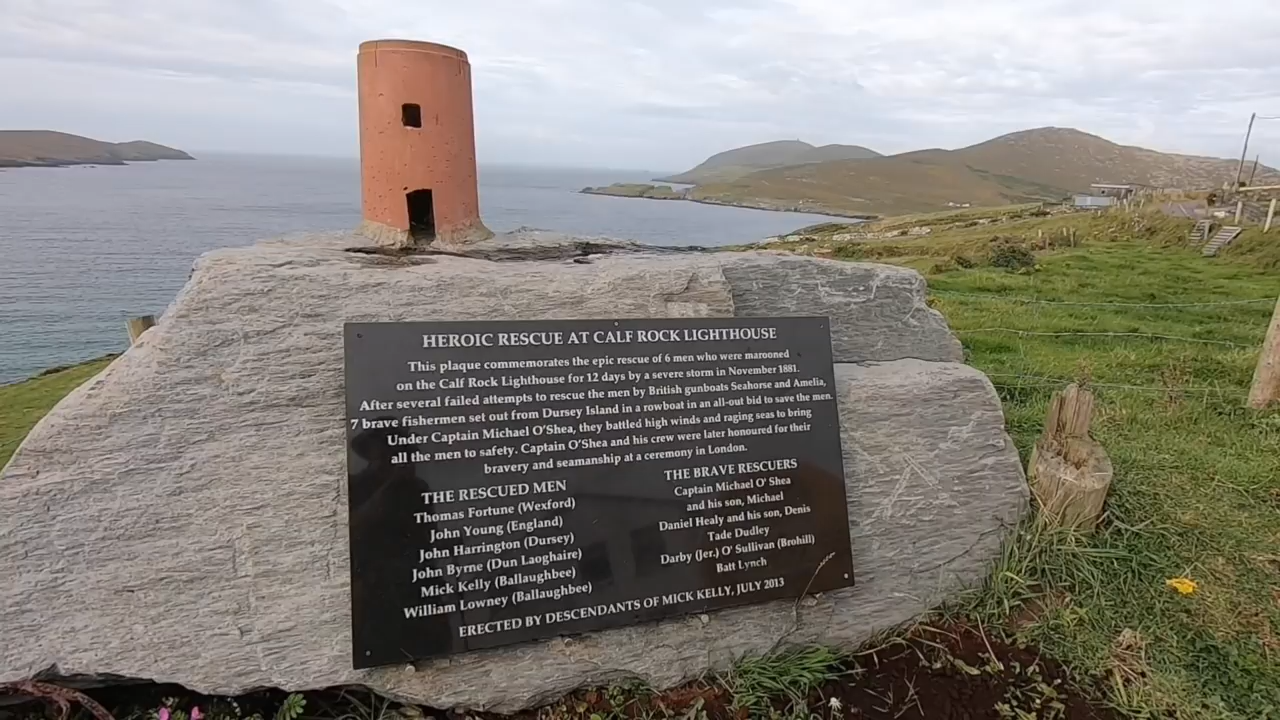 HEROIC RESCUE AT CALF ROCK LIGHTHOUSE
This plaque commemorates the epic rescue of 6 men who were marooned
on the Calf Rock Lighthouse for 12 days by a severe storm in November 1881.
After several failed attempts to rescue the men by British gunboats Seahorse and Amelia,
7 brave fishermen set out from Dursey Island in a rowboat in an all-out bid to save the men.
Under Captain Michael O'Shea, they battled high winds and raging seas to bring
all the men to safety. Captain O'Shea and his crew were later honoured for their
bravery and seamanship at a ceremony in London.
THE RESCUED MEN
Thomas Fortune (Wexford)
John Young (England)
John Harrington (Dursey)
John Byrne (Dun Laoghaire)
Mick Kelly (Ballaughbee)
William Lowney (Ballaughbee)
THE BRAVE RESCUERS
Captain Michael O' Shea
and his son, Michael
Daniel Healy and his son, Denis
Tade Dudley
Darby (Jer.) O' Sullivan (Brohill)
Batt Lynch
ERECTED BY DESCENDANTS OF MICK KELLY, JULY 2013